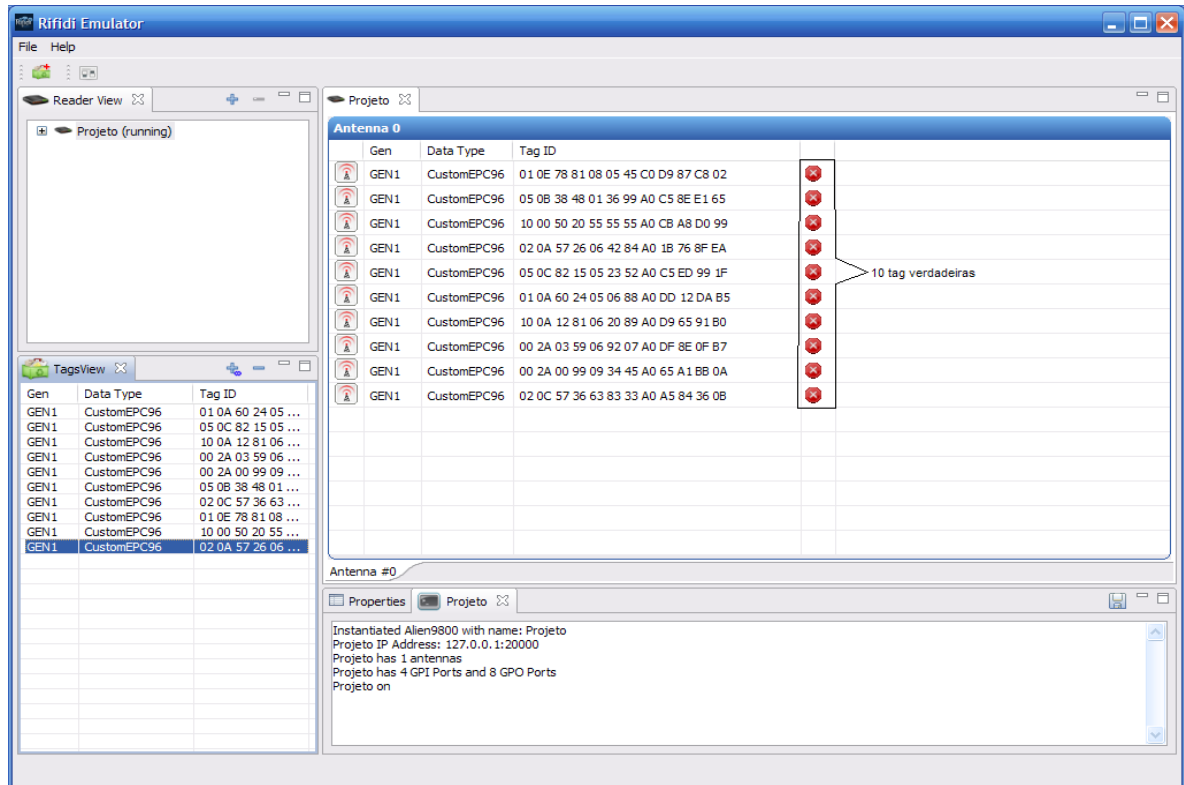 Rifidi Emulator
File Help
Reader View
Projeto (running)
TagsView
Gen Data Type Tag ID
GEN1 CustomEPC96 01 0A 60 24 05 ...
GEN1 CustomEPC96 05 0C 82 15 05 ...
GEN1 CustomEPC96 10 0A 12 81 06 ...
GEN1 CustomEPC96 00 2A 03 59 06 ...
GEN1 CustomEPC96 00 2A 00 99 09 ...
GEN1 CustomEPC96 05 0B 38 48 01 ...
GEN1 CustomEPC96 02 0C 57 36 63 ...
GEN1 CustomEPC96 01 0E 78 81 08 ...
GEN1 CustomEPC96 10 00 50 20 55 ...
GEN1 CustomEPC96 02 0A 57 26 06 ...
Projeto
Antenna 0
Gen Data Type Tag ID
GEN1 CustomEPC96 01 0E 78 81 08 05 45 C0 D9 87 C8 02
GEN1 CustomEPC96 05 0B 38 48 01 36 99 A0 C5 8E E1 65
GEN1 CustomEPC96 10 00 50 20 55 55 55 A0 CB A8 D0 99
GEN1 CustomEPC96 02 0A 57 26 06 42 84 A0 1B 76 8F EA
GEN1 CustomEPC96 05 0C 82 15 05 23 52 A0 C5 ED 99 1F
10 tag verdadeiras
GEN1 CustomEPC96 01 0A 60 24 05 06 88 A0 DD 12 DA B5
GEN1 CustomEPC96 10 0A 12 81 06 20 89 A0 D9 65 91 B0
GEN1 CustomEPC96 00 2A 03 59 06 92 07 A0 DF 8E 0F B7
GEN1 CustomEPC96 00 2A 00 99 09 34 45 A0 65 A1 BB 0A
GEN1 CustomEPC96 02 0C 57 36 63 83 33 A0 A5 84 36 0B
Antenna #0
Properties Projeto
Instantiated Alien9800 with name: Projeto
Projeto IP Address: 127.0.0.1:20000
Projeto has 1 antennas
Projeto has 4 GPI Ports and 8 GPO Ports
Projeto on